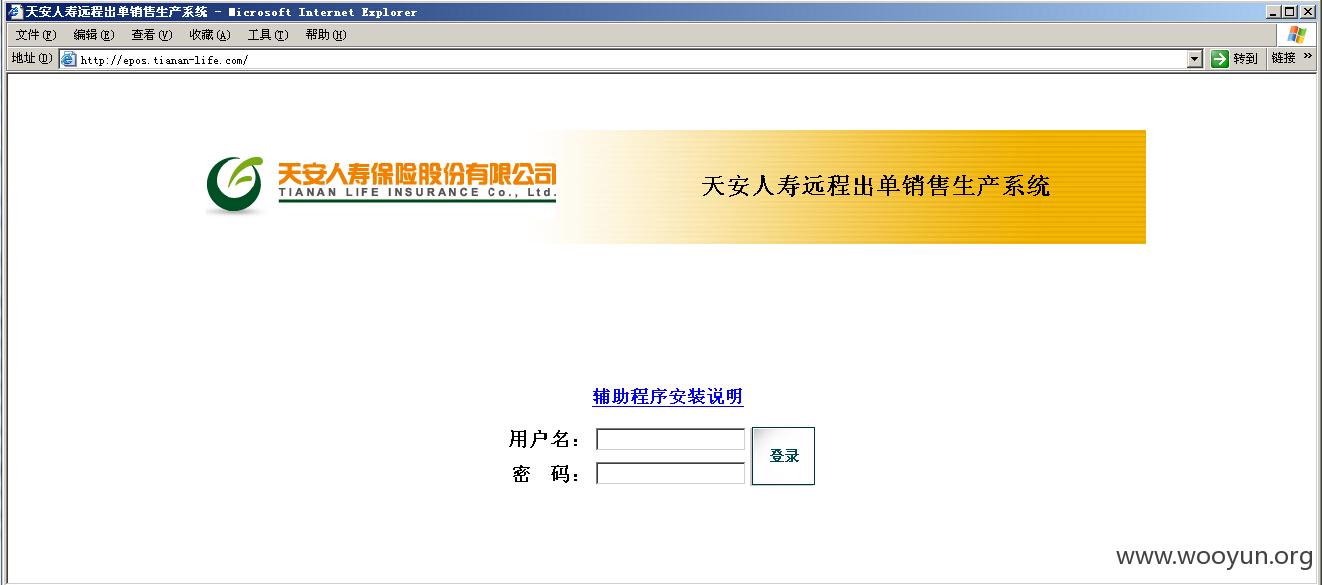 天安人寿远程出单销售生产系统 - Microsoft Internet Explorer
文件(F) 编辑(E) 查看(V) 收藏(A) 工具(T) 帮助(H)
地址(D) http://epos.tianan-life.com/ 转到 链接 »
天安人寿保险股份有限公司
TIANAN LIFE INSURANCE Co., Ltd.
天安人寿远程出单销售生产系统
辅助程序安装说明
用户名：
密 码：
登录
www.wooyun.org